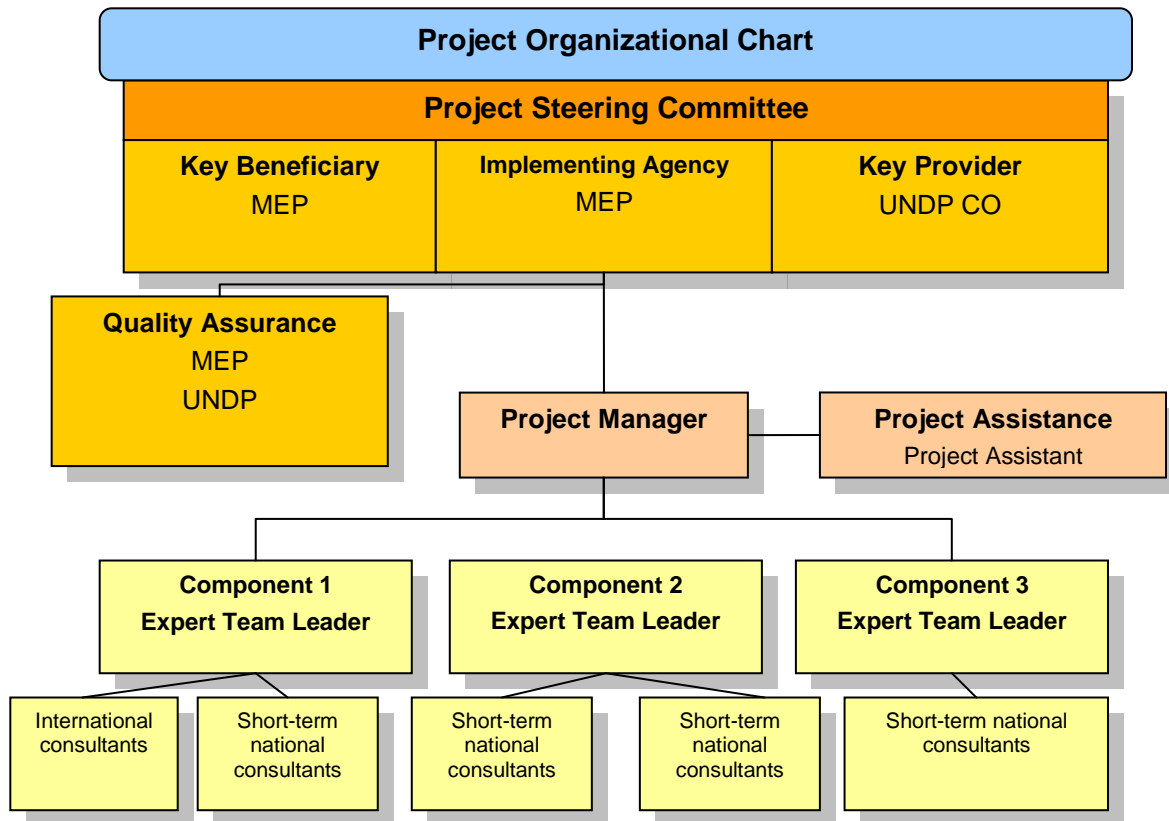 Project Organizational Chart
Project Steering Committee
Key Beneficiary
MEP
Implementing Agency
MEP
Key Provider
UNDP CO
Quality Assurance
MEP
UNDP
Project Manager
Project Assistance
Project Assistant
Component 1
Expert Team Leader
Component 2
Expert Team Leader
Component 3
Expert Team Leader
International
consultants
Short-term
national
consultants
Short-term
national
consultants
Short-term
national
consultants
Short-term national
consultants